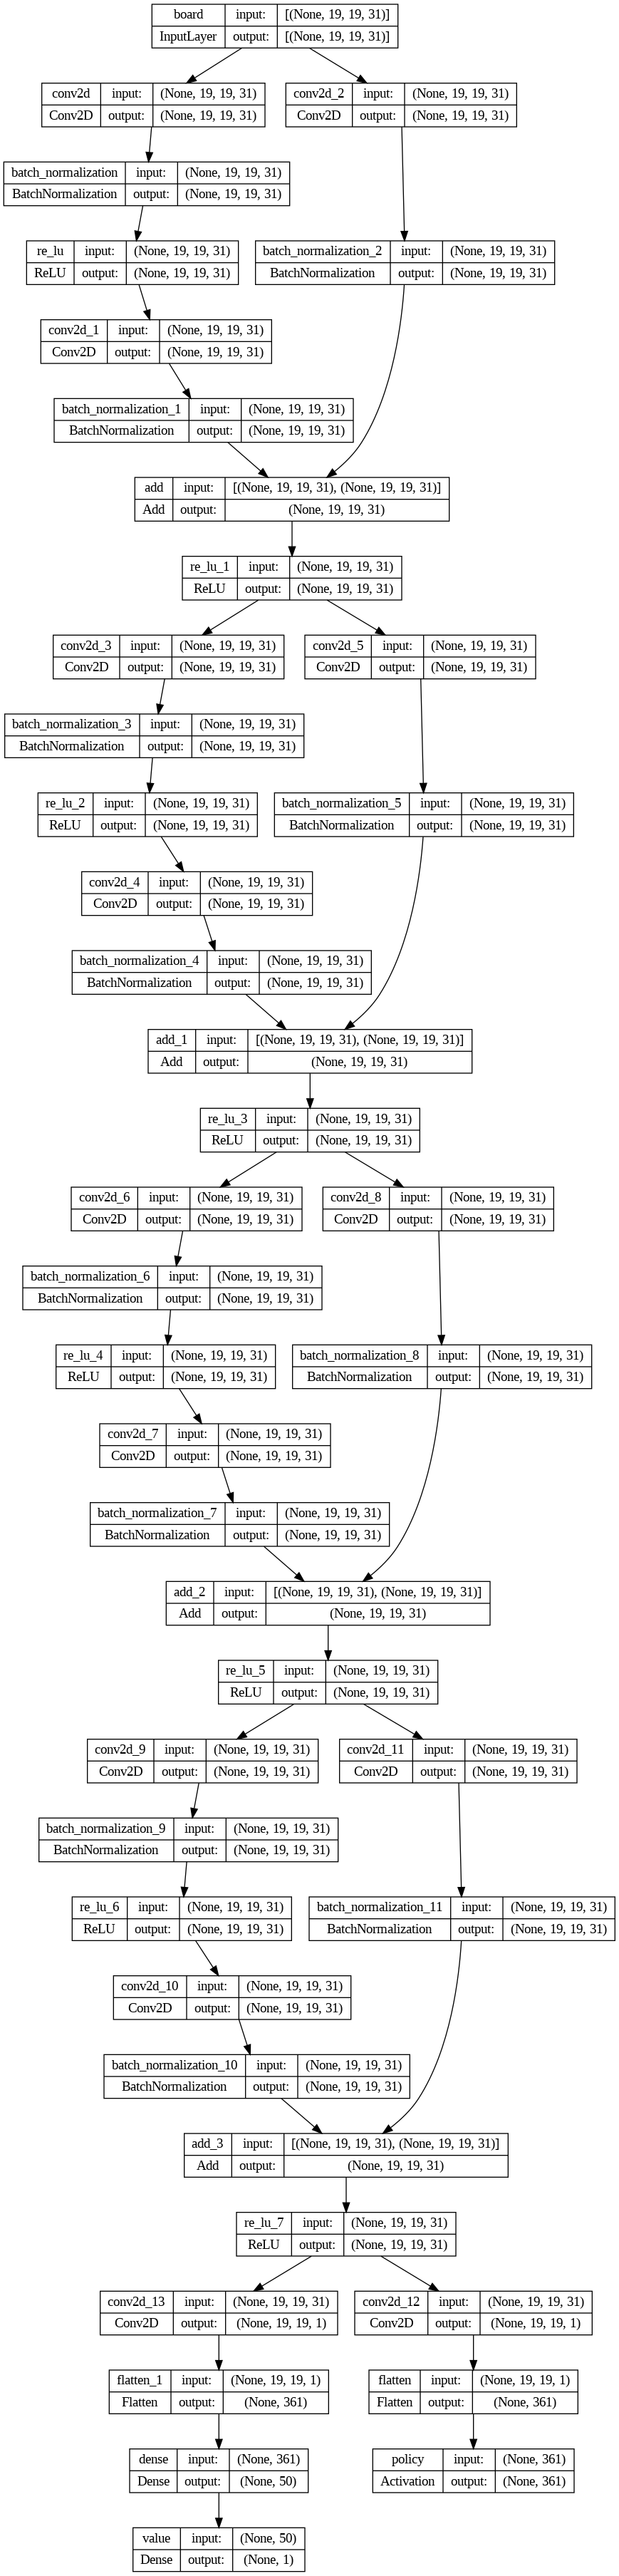 board input: [(None, 19, 19, 31)]
InputLayer output: [(None, 19, 19, 31)]
conv2d input: (None, 19, 19, 31)
Conv2D output: (None, 19, 19, 31)
conv2d_2 input: (None, 19, 19, 31)
Conv2D output: (None, 19, 19, 31)
batch_normalization input: (None, 19, 19, 31)
BatchNormalization output: (None, 19, 19, 31)
re_lu input: (None, 19, 19, 31)
ReLU output: (None, 19, 19, 31)
batch_normalization_2 input: (None, 19, 19, 31)
BatchNormalization output: (None, 19, 19, 31)
conv2d_1 input: (None, 19, 19, 31)
Conv2D output: (None, 19, 19, 31)
batch_normalization_1 input: (None, 19, 19, 31)
BatchNormalization output: (None, 19, 19, 31)
add input: [(None, 19, 19, 31), (None, 19, 19, 31)]
Add output: (None, 19, 19, 31)
re_lu_1 input: (None, 19, 19, 31)
ReLU output: (None, 19, 19, 31)
conv2d_3 input: (None, 19, 19, 31)
Conv2D output: (None, 19, 19, 31)
conv2d_5 input: (None, 19, 19, 31)
Conv2D output: (None, 19, 19, 31)
batch_normalization_3 input: (None, 19, 19, 31)
BatchNormalization output: (None, 19, 19, 31)
re_lu_2 input: (None, 19, 19, 31)
ReLU output: (None, 19, 19, 31)
batch_normalization_5 input: (None, 19, 19, 31)
BatchNormalization output: (None, 19, 19, 31)
conv2d_4 input: (None, 19, 19, 31)
Conv2D output: (None, 19, 19, 31)
batch_normalization_4 input: (None, 19, 19, 31)
BatchNormalization output: (None, 19, 19, 31)
add_1 input: [(None, 19, 19, 31), (None, 19, 19, 31)]
Add output: (None, 19, 19, 31)
re_lu_3 input: (None, 19, 19, 31)
ReLU output: (None, 19, 19, 31)
conv2d_6 input: (None, 19, 19, 31)
Conv2D output: (None, 19, 19, 31)
conv2d_8 input: (None, 19, 19, 31)
Conv2D output: (None, 19, 19, 31)
batch_normalization_6 input: (None, 19, 19, 31)
BatchNormalization output: (None, 19, 19, 31)
re_lu_4 input: (None, 19, 19, 31)
ReLU output: (None, 19, 19, 31)
batch_normalization_8 input: (None, 19, 19, 31)
BatchNormalization output: (None, 19, 19, 31)
conv2d_7 input: (None, 19, 19, 31)
Conv2D output: (None, 19, 19, 31)
batch_normalization_7 input: (None, 19, 19, 31)
BatchNormalization output: (None, 19, 19, 31)
add_2 input: [(None, 19, 19, 31), (None, 19, 19, 31)]
Add output: (None, 19, 19, 31)
re_lu_5 input: (None, 19, 19, 31)
ReLU output: (None, 19, 19, 31)
conv2d_9 input: (None, 19, 19, 31)
Conv2D output: (None, 19, 19, 31)
conv2d_11 input: (None, 19, 19, 31)
Conv2D output: (None, 19, 19, 31)
batch_normalization_9 input: (None, 19, 19, 31)
BatchNormalization output: (None, 19, 19, 31)
re_lu_6 input: (None, 19, 19, 31)
ReLU output: (None, 19, 19, 31)
batch_normalization_11 input: (None, 19, 19, 31)
BatchNormalization output: (None, 19, 19, 31)
conv2d_10 input: (None, 19, 19, 31)
Conv2D output: (None, 19, 19, 31)
batch_normalization_10 input: (None, 19, 19, 31)
BatchNormalization output: (None, 19, 19, 31)
add_3 input: [(None, 19, 19, 31), (None, 19, 19, 31)]
Add output: (None, 19, 19, 31)
re_lu_7 input: (None, 19, 19, 31)
ReLU output: (None, 19, 19, 31)
conv2d_13 input: (None, 19, 19, 31)
Conv2D output: (None, 19, 19, 1)
conv2d_12 input: (None, 19, 19, 31)
Conv2D output: (None, 19, 19, 1)
flatten_1 input: (None, 19, 19, 1)
Flatten output: (None, 361)
flatten input: (None, 19, 19, 1)
Flatten output: (None, 361)
dense input: (None, 361)
Dense output: (None, 50)
policy input: (None, 361)
Activation output: (None, 361)
value input: (None, 50)
Dense output: (None, 1)